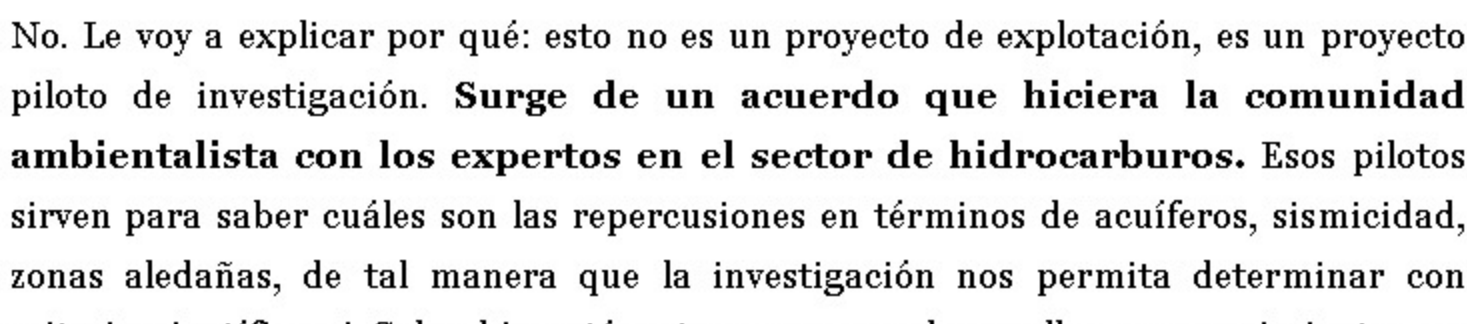 No. Le voy a explicar por qué: esto no es un proyecto de explotación, es un proyecto
piloto de investigación. Surge de un acuerdo que hiciera la comunidad
ambientalista con los expertos en el sector de hidrocarburos. Esos pilotos
sirven para saber cuáles son las repercusiones en términos de acuíferos, sismicidad,
zonas aledañas, de tal manera que la investigación nos permita determinar con